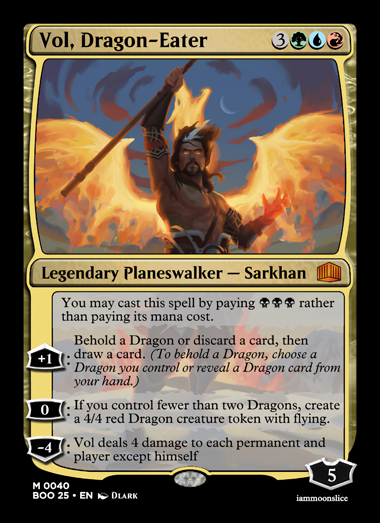 Vol, Dragon-Eater 3
Legendary Planeswalker — Sarkhan
You may cast this spell by paying rather
than paying its mana cost.
Behold a Dragon or discard a card, then
+1: draw a card. (To behold a Dragon, choose a
Dragon you control or reveal a Dragon card from
your hand.)
0: If you control fewer than two Dragons, create
a 4/4 red Dragon creature token with flying.
-4: Vol deals 4 damage to each permanent and
player except himself
5
M 0040
BOO 25 • EN DLARK
iammoonslice